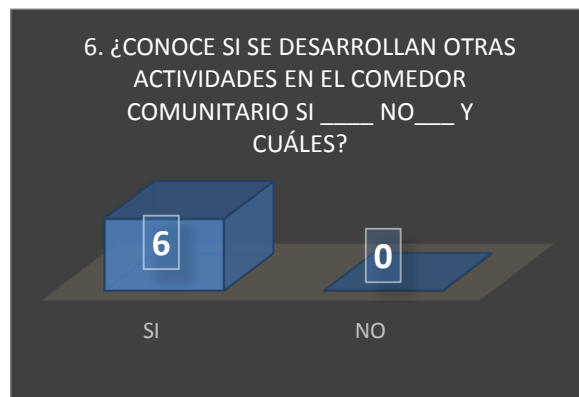 6. ¿CONOCE SI SE DESARROLLAN OTRAS
ACTIVIDADES EN EL COMEDOR
COMUNITARIO SI ____ NO___ Y
CUÁLES?
6
0
SI
NO